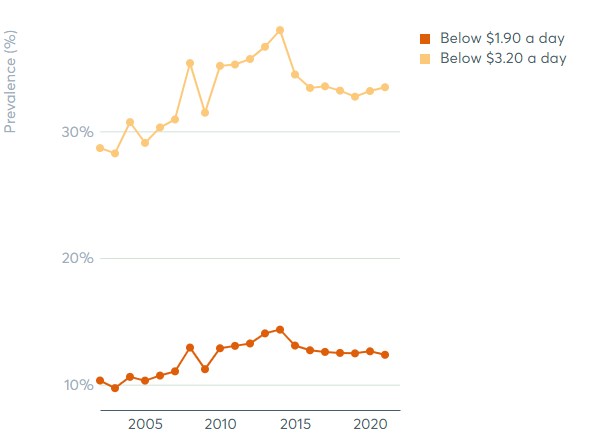 Prevalence (%)
Below $1.90 a day
Below $3.20 a day
30%
20%
10%
2005 2010 2015 2020